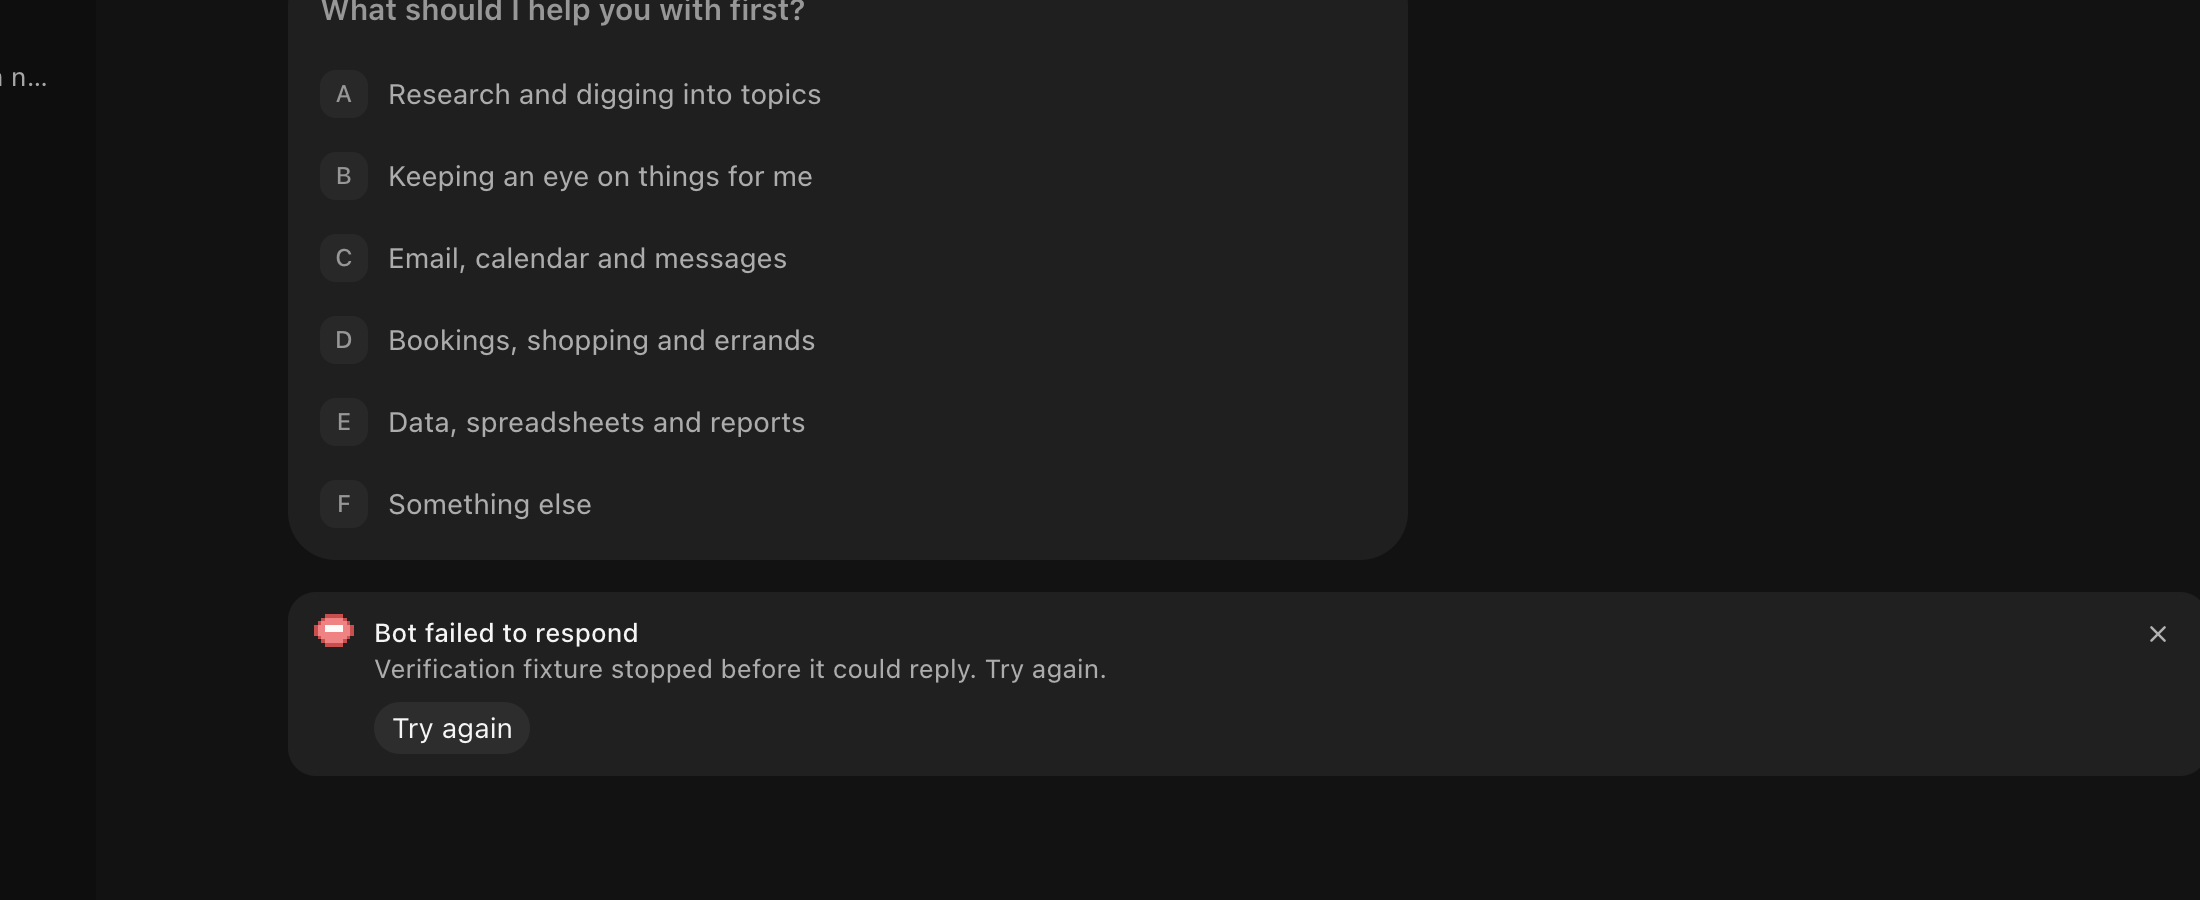 What should I help you with first?
n...
A Research and digging into topics
B Keeping an eye on things for me
C Email, calendar and messages
D Bookings, shopping and errands
E Data, spreadsheets and reports
F Something else
Bot failed to respond
Verification fixture stopped before it could reply. Try again.
Try again